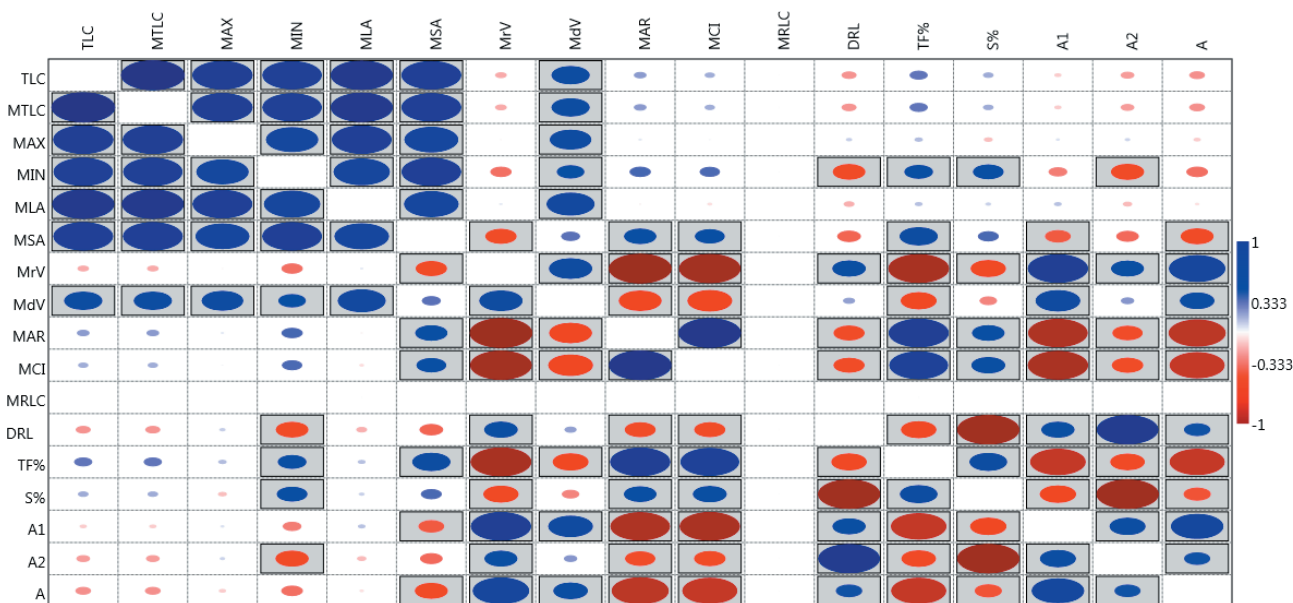 TLC MTLC MAX MIN MLA MSA MrV MdV MAR MCI MRLC DRL TF% S% A1 A2 A
TLC
MTLC
MAX
MIN
MLA
MSA
MrV
MdV
MAR
MCI
MRLC
DRL
TF%
S%
A1
A2
A
1
0.333
-0.333
-1